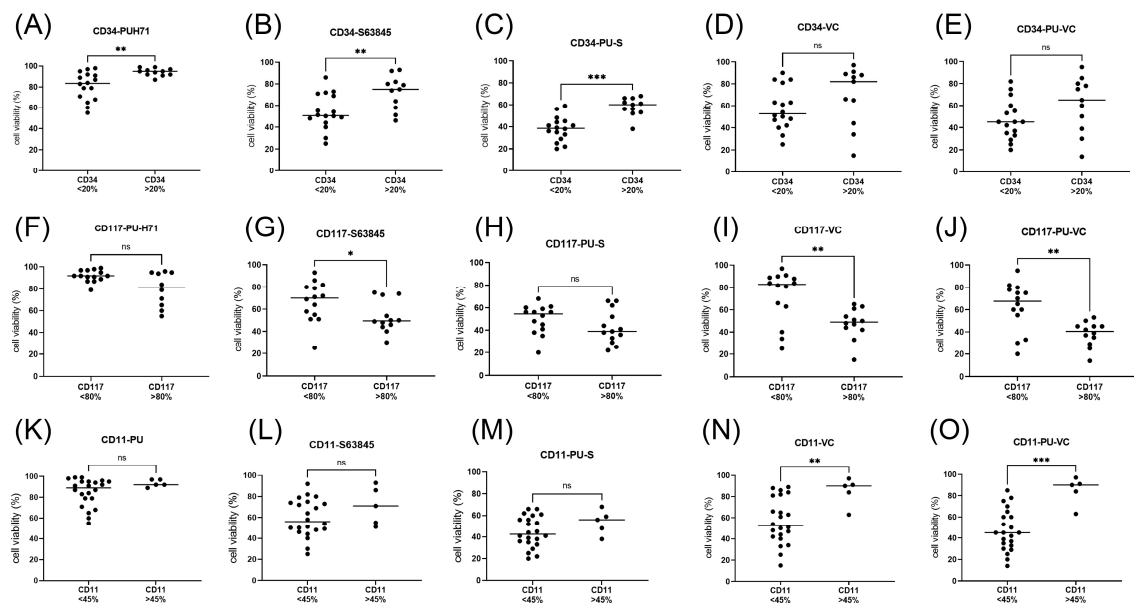 (A)
CD34-PUH71
**
cell viability (%)
100
80
60
40
20
0
CD34
<20%
CD34
>20%
(B)
CD34-S63845
**
cell viability (%)
100
80
60
40
20
0
CD34
<20%
CD34
>20%
(C)
CD34-PU-S
***
cell viability (%)
100
80
60
40
20
0
CD34
<20%
CD34
>20%
(D)
CD34-VC
ns
cell viability (%)
100
80
60
40
20
0
CD34
<20%
CD34
>20%
(E)
CD34-PU-VC
ns
cell viability (%)
100
80
60
40
20
0
CD34
<20%
CD34
>20%
(F)
CD117-PU-H71
ns
cell viability (%)
100
80
60
40
20
0
CD117
<80%
CD117
>80%
(G)
CD117-S63845
*
cell viability (%)
100
80
60
40
20
0
CD117
<80%
CD117
>80%
(H)
CD117-PU-S
ns
cell viability (%)
100
80
60
40
20
0
CD117
<80%
CD117
>80%
(I)
CD117-VC
**
cell viability (%)
100
80
60
40
20
0
CD117
<80%
CD117
>80%
(J)
CD117-PU-VC
**
cell viability (%)
100
80
60
40
20
0
CD117
<80%
CD117
>80%
(K)
CD11-PU
ns
cell viability (%)
100
80
60
40
20
0
CD11
<45%
CD11
>45%
(L)
CD11-S63845
ns
cell viability (%)
100
80
60
40
20
0
CD11
<45%
CD11
>45%
(M)
CD11-PU-S
ns
cell viability (%)
100
80
60
40
20
0
CD11
<45%
CD11
>45%
(N)
CD11-VC
**
cell viability (%)
100
80
60
40
20
0
CD11
<45%
CD11
>45%
(O)
CD11-PU-VC
***
cell viability (%)
100
80
60
40
20
0
CD11
<45%
CD11
>45%